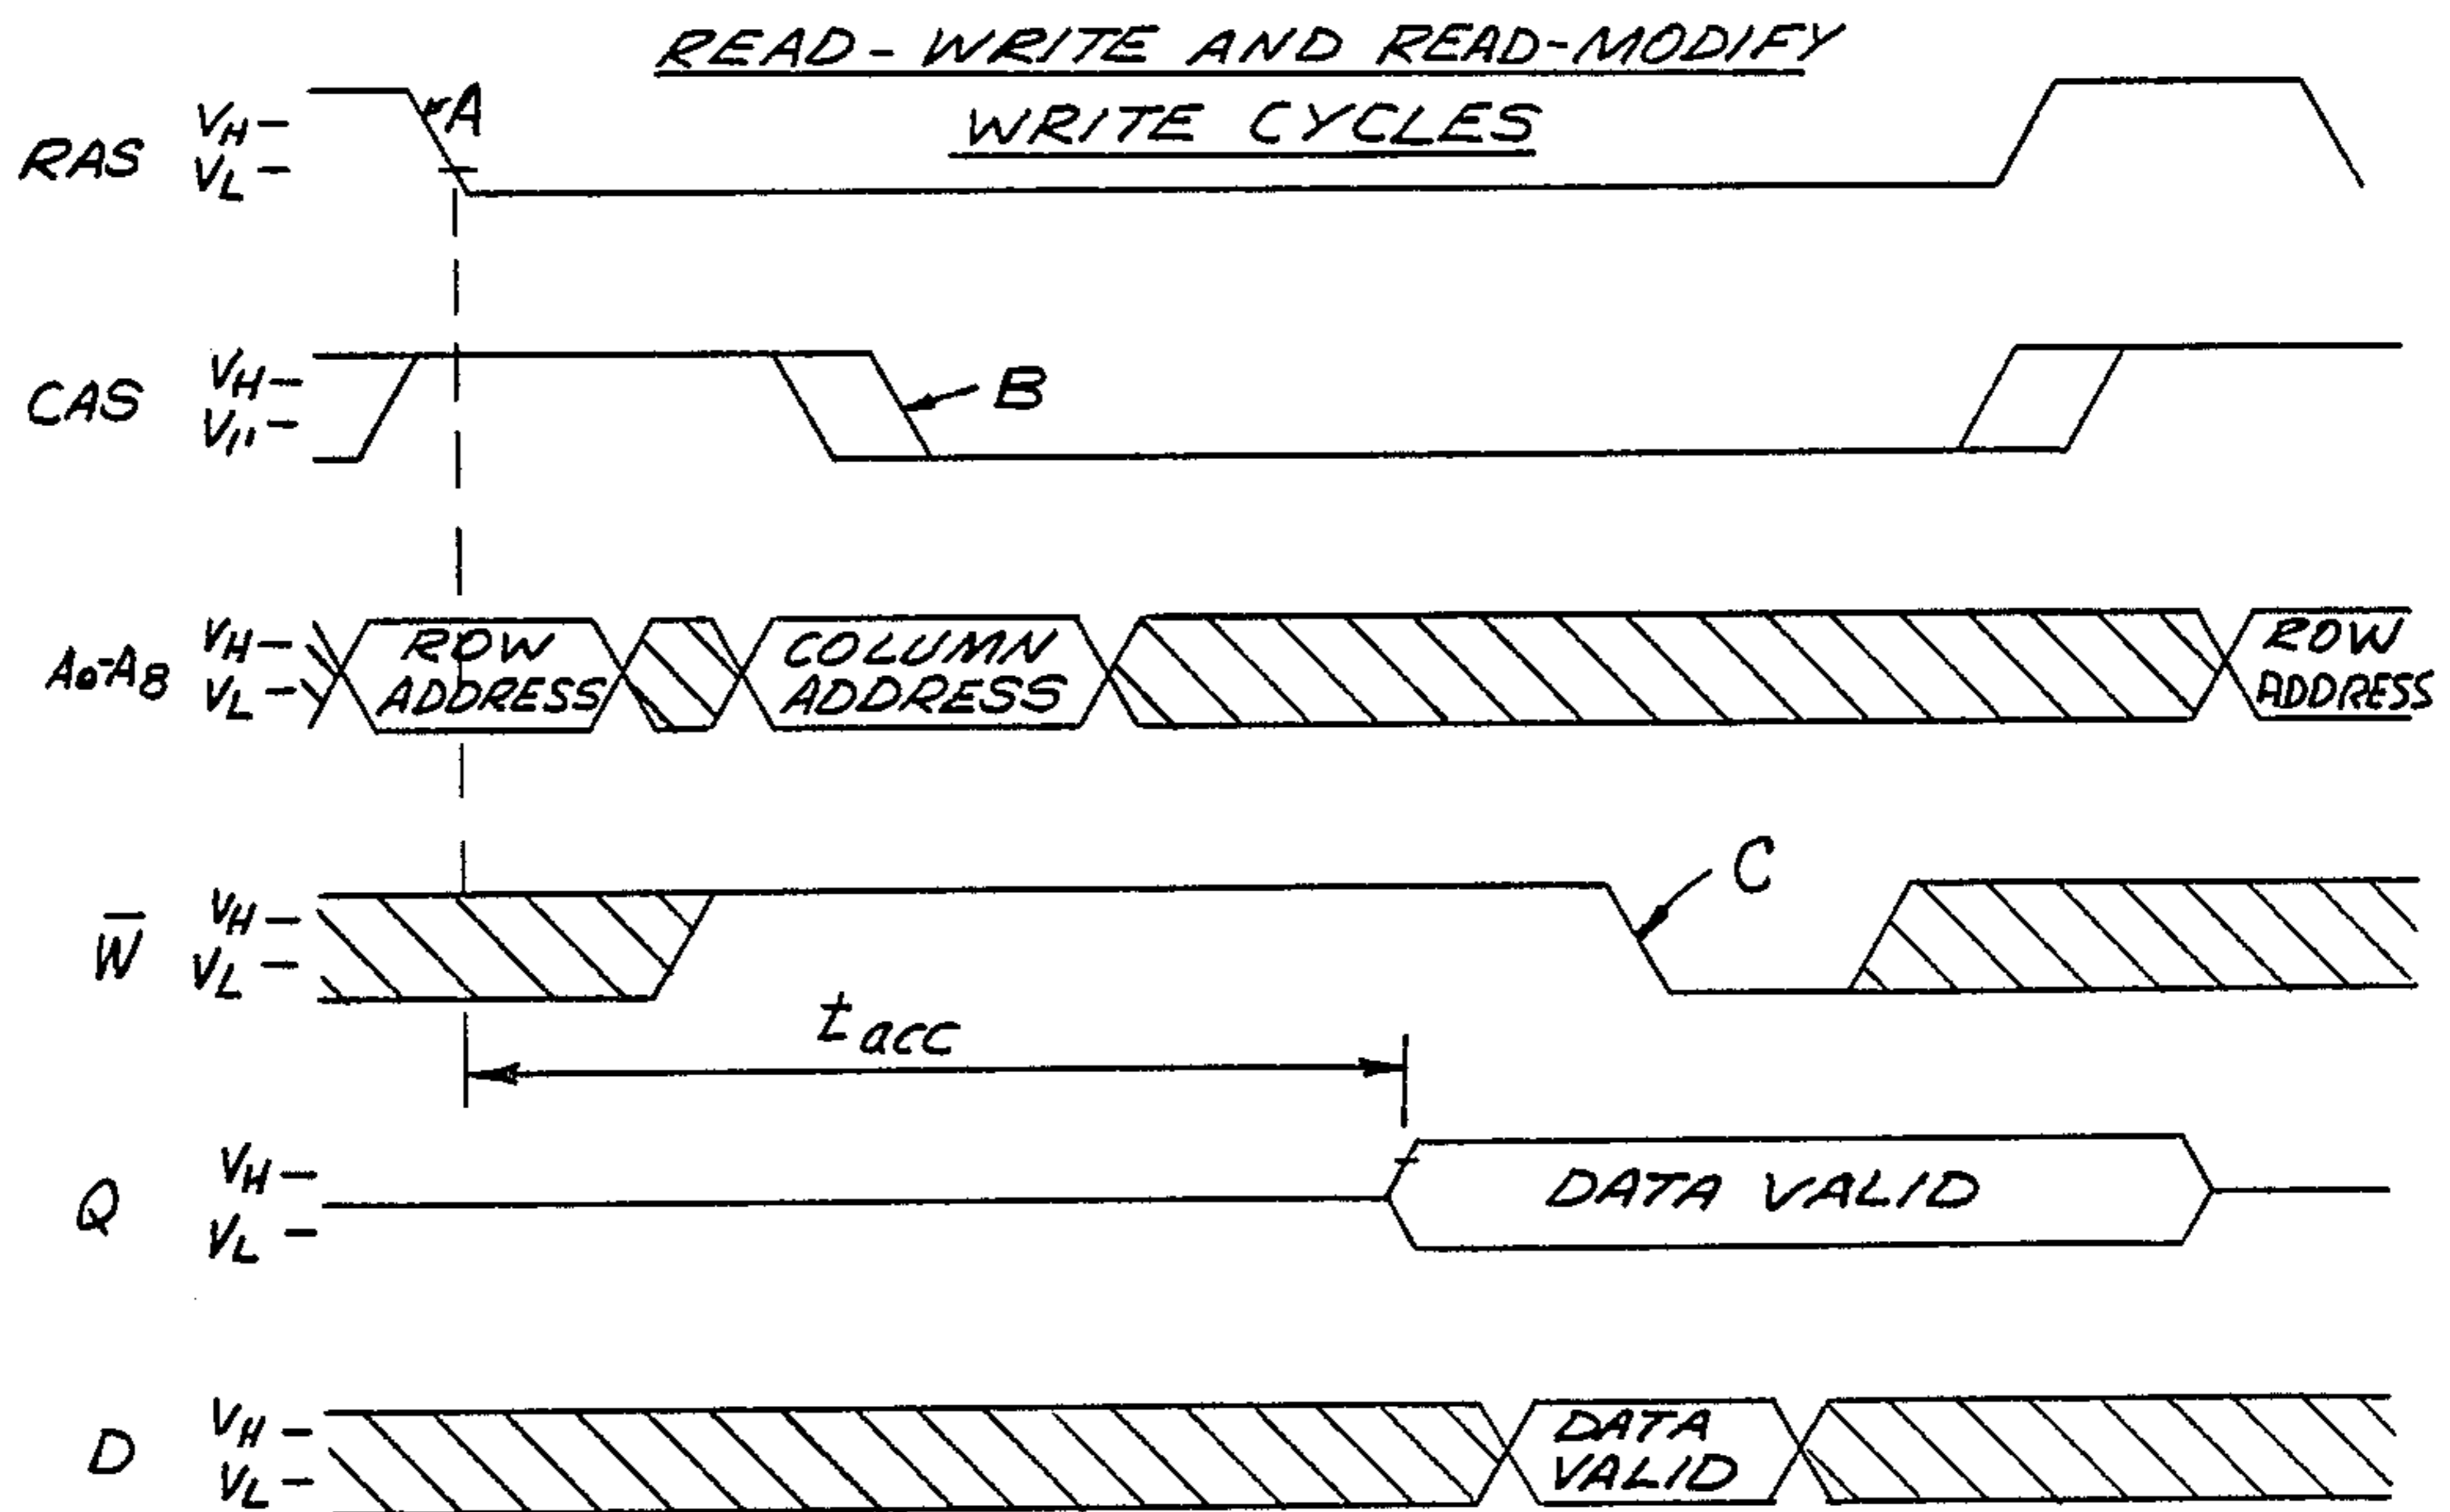 READ-WRITE AND READ-MODIFY
WRITE CYCLES
A
RAS
VH
VL
CAS
VH
B
A0-A8
VH
VL
ROW
ADDRESS
COLUMN
ADDRESS
ROW
ADDRESS
W̅
VH
VL
C
tacc
Q
VH
VL
DATA VALID
D
VH
VL
DATA
VALID